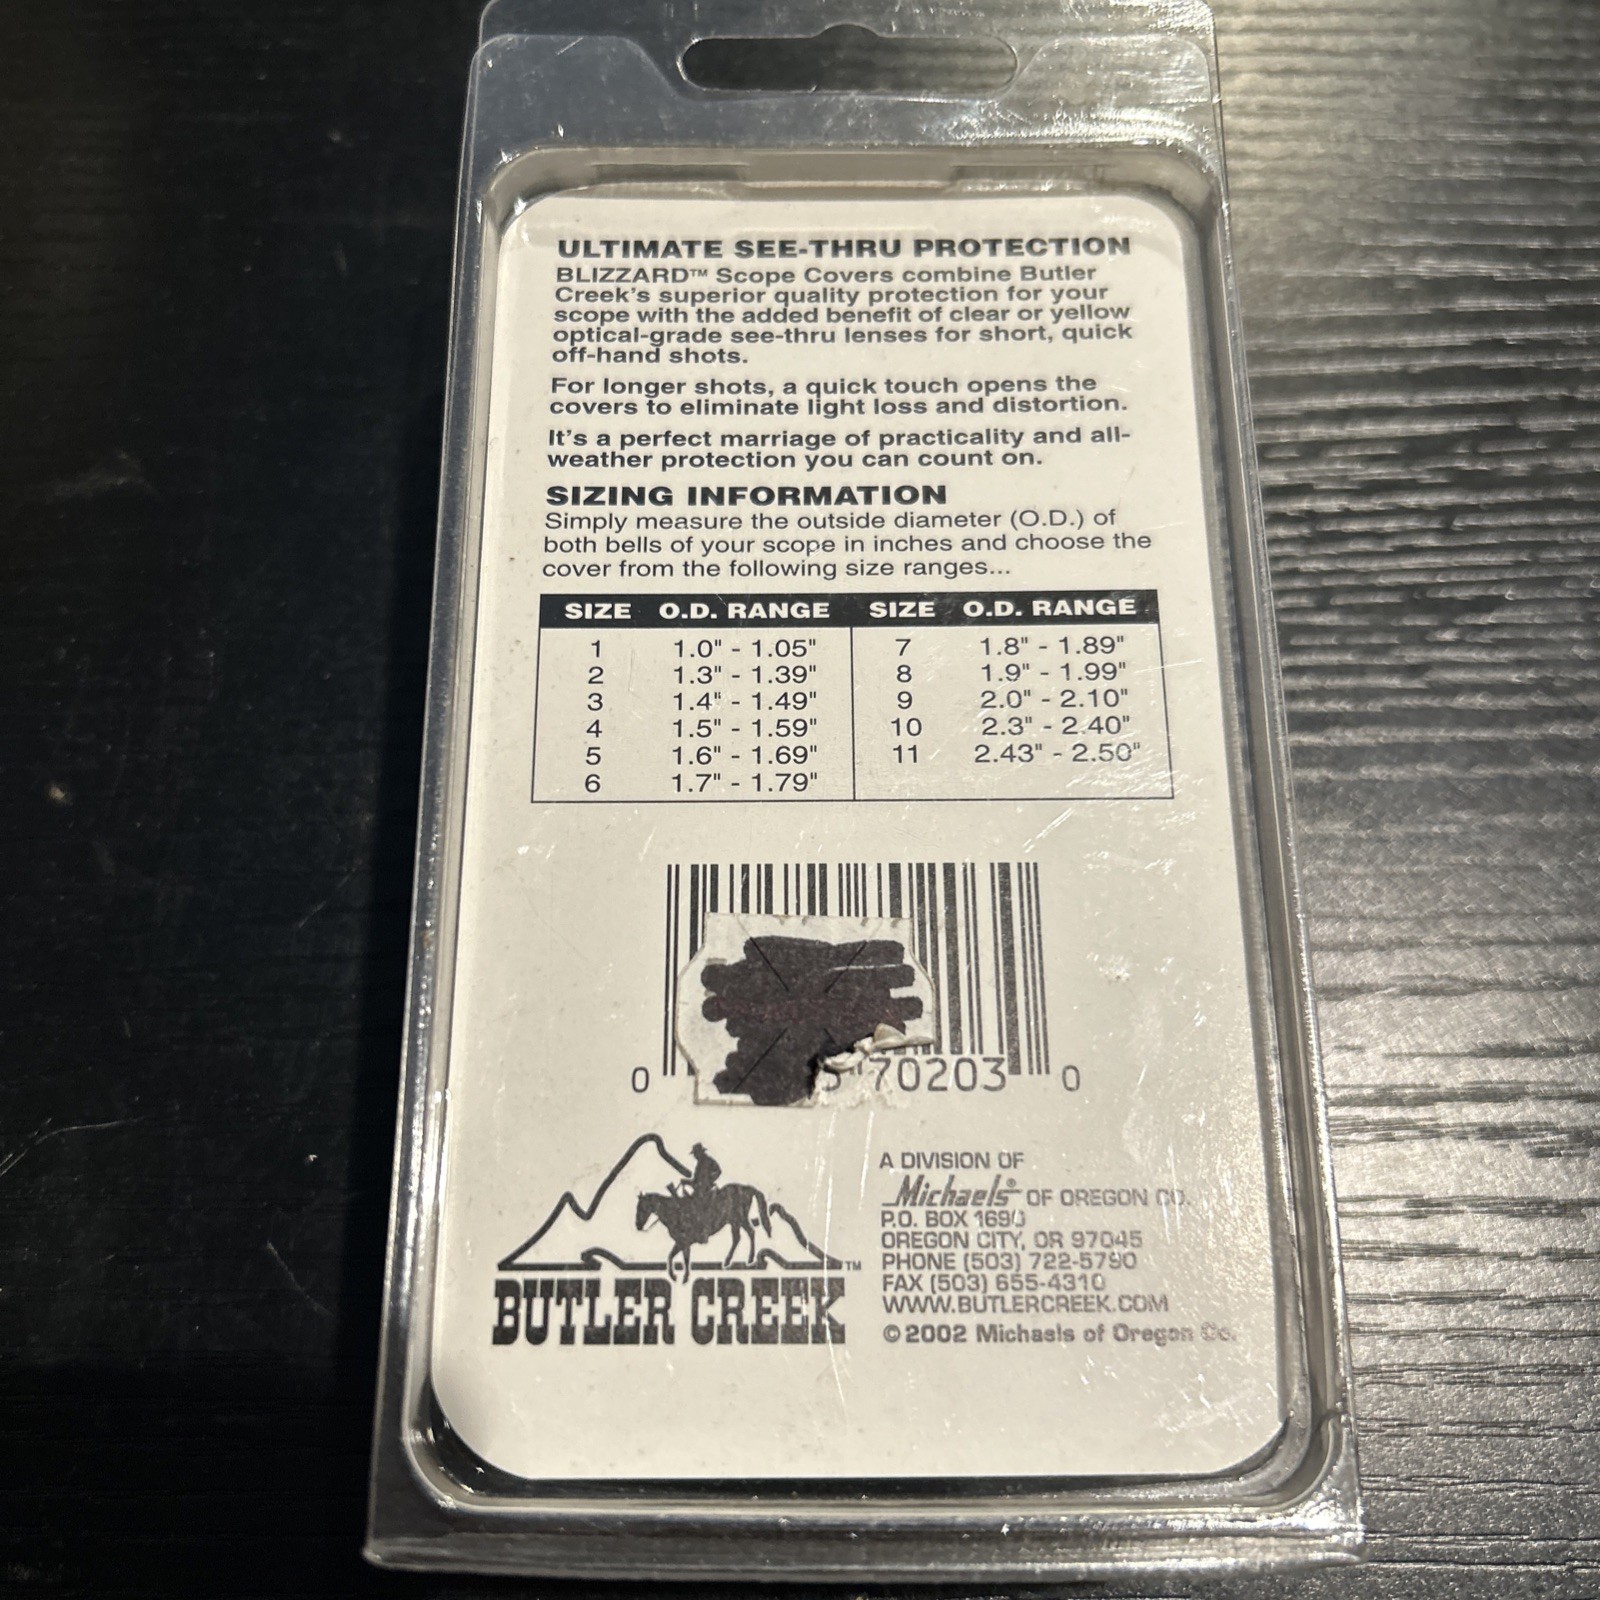 ULTIMATE SEE-THRU PROTECTION
BLIZZARD™ Scope Covers combine Butler
Creek's superior quality protection for your
scope with the added benefit of clear or yellow
optical-grade see-thru lenses for short, quick
off-hand shots.
For longer shots, a quick touch opens the
covers to eliminate light loss and distortion.
It's a perfect marriage of practicality and all-
weather protection you can count on.
SIZING INFORMATION
Simply measure the outside diameter (O.D.) of
both bells of your scope in inches and choose the
cover from the following size ranges...
SIZE O.D. RANGE SIZE O.D. RANGE
1 1.0" - 1.05" 7 1.8" - 1.89"
2 1.3" - 1.39" 8 1.9" - 1.99"
3 1.4" - 1.49" 9 2.0" - 2.10"
4 1.5" - 1.59" 10 2.3" - 2.40"
5 1.6" - 1.69" 11 2.43" - 2.50"
6 1.7" - 1.79"
0 70203 0
A DIVISION OF
Michaels® OF OREGON CO.
P.O. BOX 1690
OREGON CITY, OR 97045
PHONE (503) 722-5790
FAX (503) 655-4310
WWW.BUTLERCREEK.COM
©2002 Michaels of Oregon Co.
BUTLER CREEK™